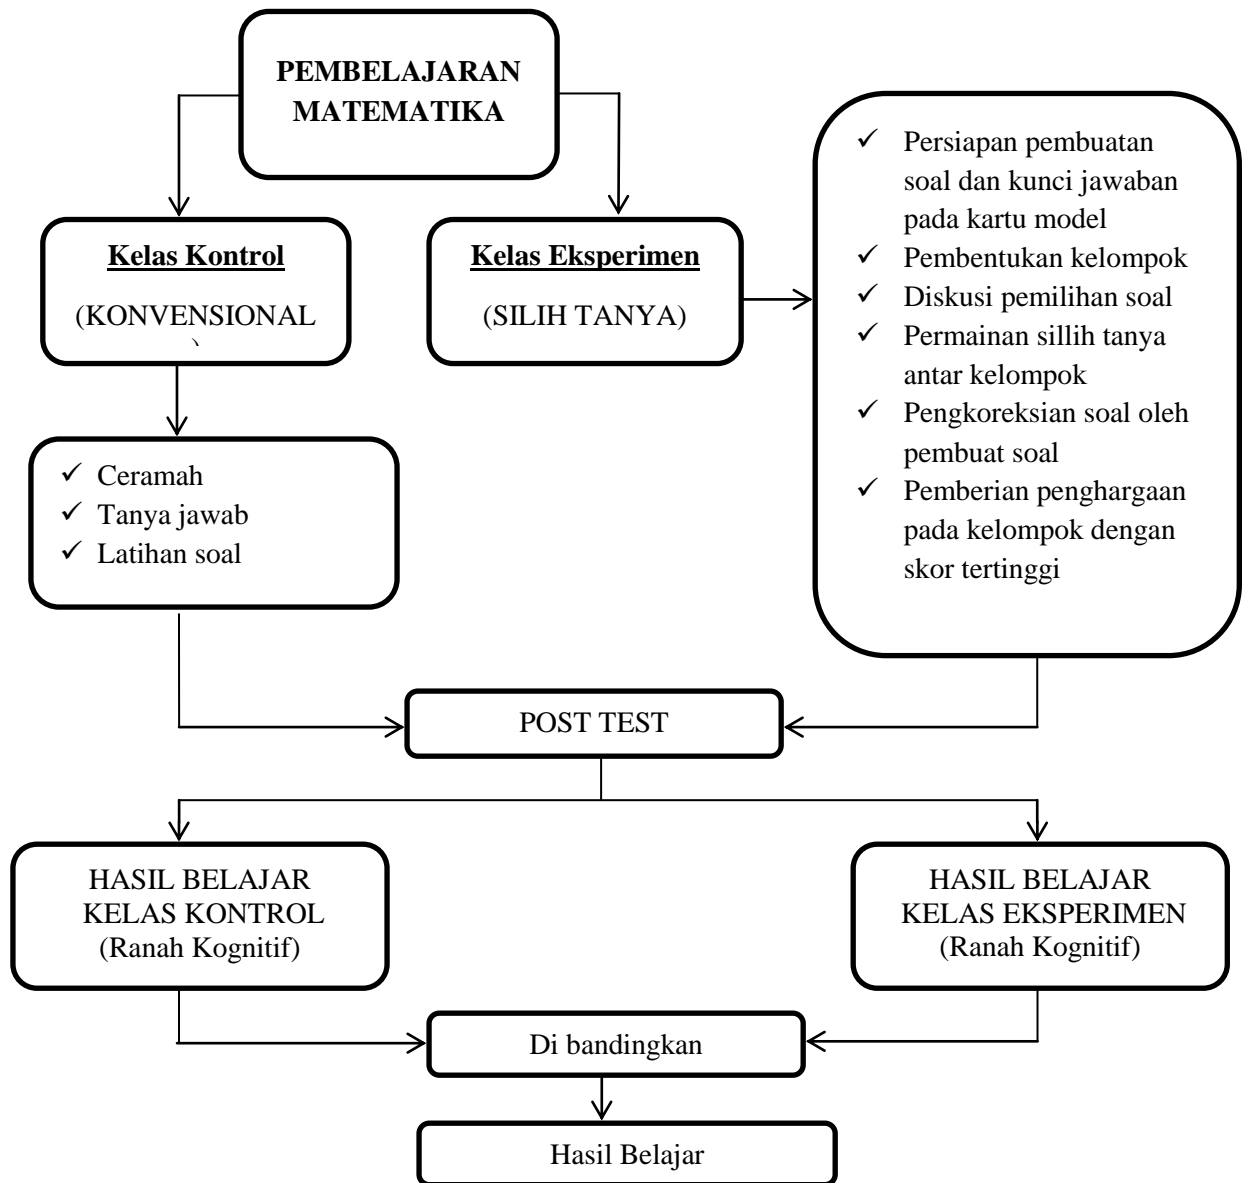 PEMBELAJARAN
MATEMATIKA
Kelas Kontrol
(KONVENSIONAL
)
Kelas Eksperimen
(SILIH TANYA)
✓ Persiapan pembuatan
soal dan kunci jawaban
pada kartu model
✓ Pembentukan kelompok
✓ Diskusi pemilihan soal
✓ Permainan sillih tanya
antar kelompok
✓ Pengkoreksian soal oleh
pembuat soal
✓ Pemberian penghargaan
pada kelompok dengan
skor tertinggi
✓ Ceramah
✓ Tanya jawab
✓ Latihan soal
POST TEST
HASIL BELAJAR
KELAS KONTROL
(Ranah Kognitif)
HASIL BELAJAR
KELAS EKSPERIMEN
(Ranah Kognitif)
Di bandingkan
Hasil Belajar